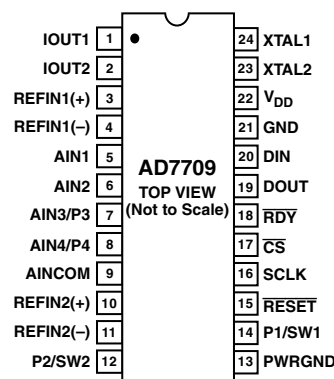 IOUT1 1 24 XTAL1
IOUT2 2 23 XTAL2
REFIN1(+) 3 22 VDD
REFIN1(–) 4 21 GND
AIN1 5 20 DIN
AIN2 6 19 DOUT
AIN3/P3 7 18 RDY
AIN4/P4 8 17 CS
AINCOM 9 16 SCLK
REFIN2(+) 10 15 RESET
REFIN2(–) 11 14 P1/SW1
P2/SW2 12 13 PWRGND
AD7709
TOP VIEW
(Not to Scale)